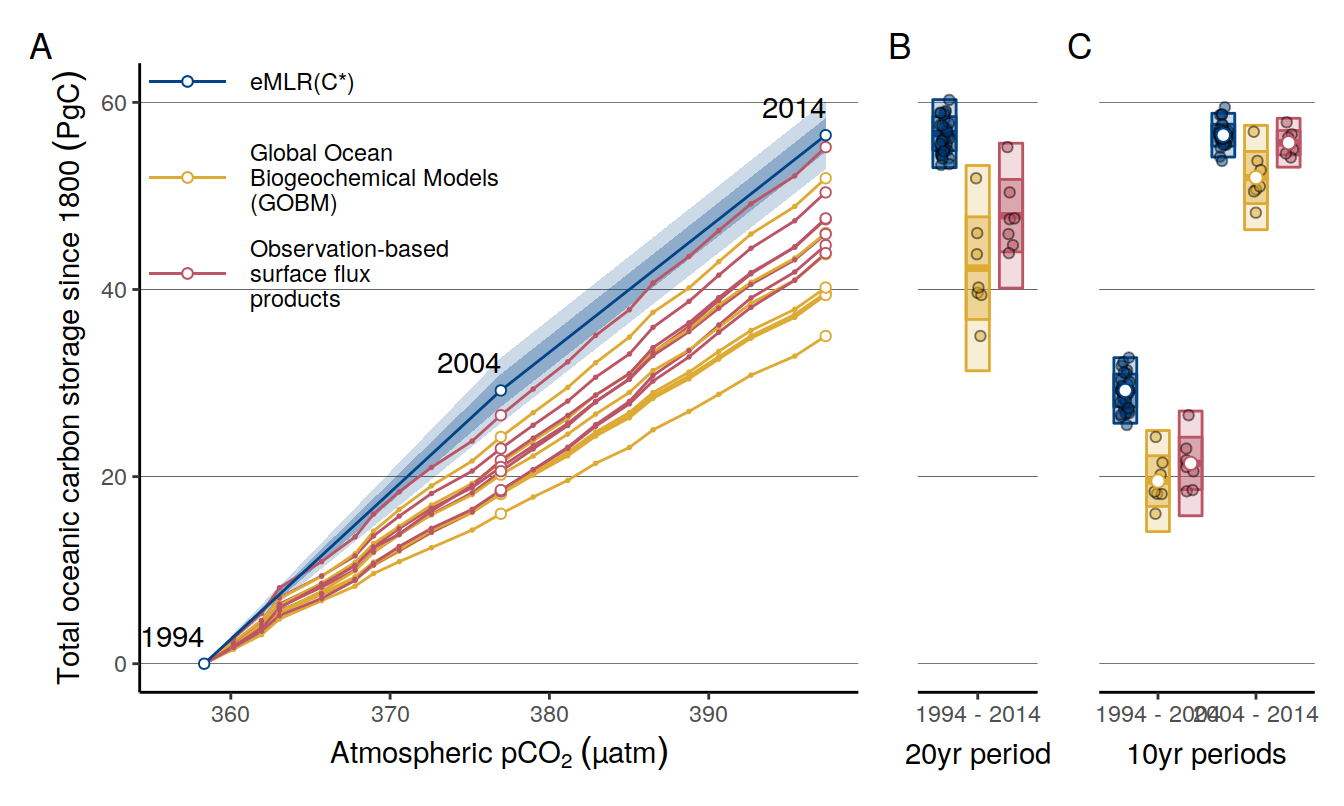 A
B
C
Total oceanic carbon storage since 1800 (PgC)
60
40
20
0
eMLR(C*)
Global Ocean
Biogeochemical Models
(GOBM)
Observation-based
surface flux
products
2014
2004
1994
360
370
380
390
Atmospheric pCO₂ (µatm)
1994 - 2014
20yr period
1994 - 2004
2004 - 2014
10yr periods